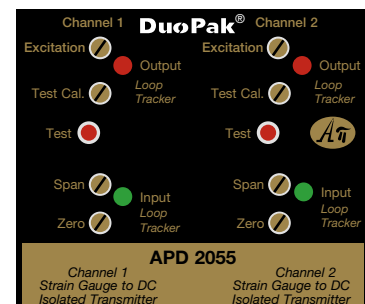 Channel 1 DuoPak® Channel 2
Excitation Excitation
Output Output
Test Cal. Loop Tracker Test Cal. Loop Tracker
Test Test AT
Span Span
Input Input
Zero Loop Tracker Zero Loop Tracker
APD 2055
Channel 1 Channel 2
Strain Gauge to DC Strain Gauge to DC
Isolated Transmitter Isolated Transmitter